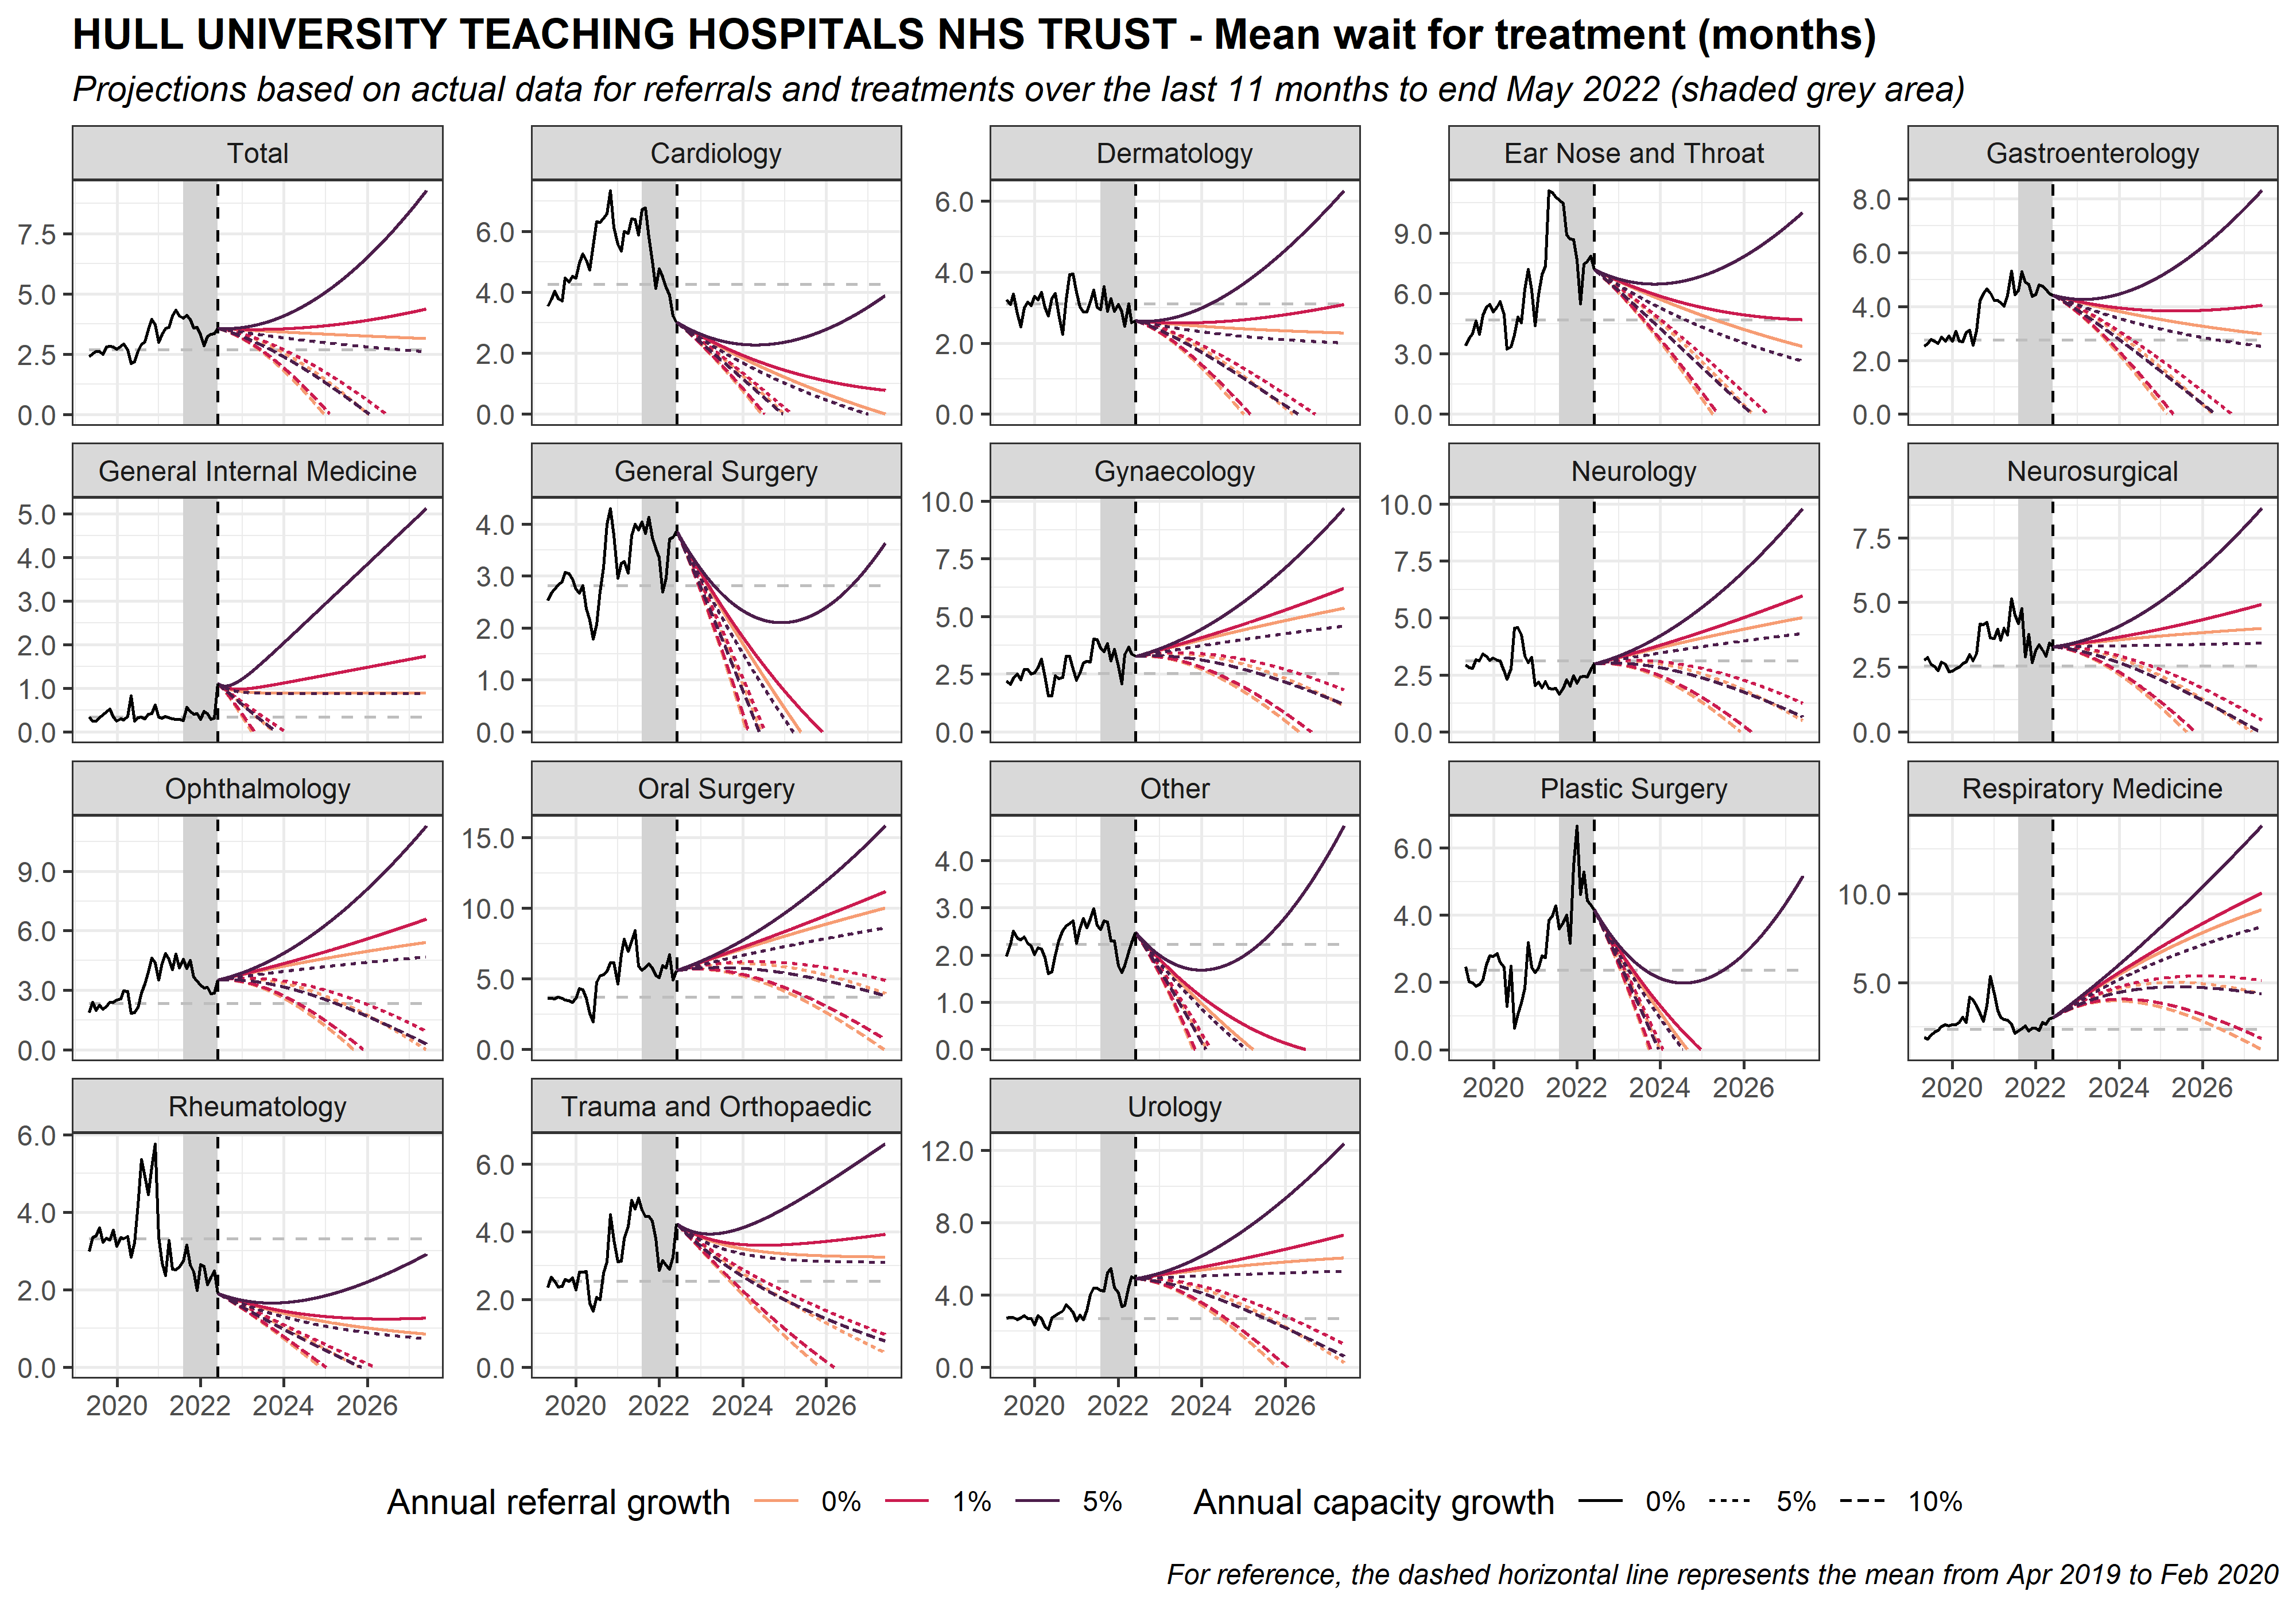 HULL UNIVERSITY TEACHING HOSPITALS NHS TRUST - Mean wait for treatment (months)
Projections based on actual data for referrals and treatments over the last 11 months to end May 2022 (shaded grey area)
Total
Cardiology
Dermatology
Ear Nose and Throat
Gastroenterology
7.5
5.0
2.5
0.0
6.0
4.0
2.0
0.0
6.0
4.0
2.0
0.0
9.0
6.0
3.0
0.0
8.0
6.0
4.0
2.0
0.0
General Internal Medicine
General Surgery
Gynaecology
Neurology
Neurosurgical
5.0
4.0
3.0
2.0
1.0
0.0
4.0
3.0
2.0
1.0
0.0
10.0
7.5
5.0
2.5
0.0
10.0
7.5
5.0
2.5
0.0
7.5
5.0
2.5
0.0
Ophthalmology
Oral Surgery
Other
Plastic Surgery
Respiratory Medicine
9.0
6.0
3.0
0.0
15.0
10.0
5.0
0.0
4.0
3.0
2.0
1.0
0.0
6.0
4.0
2.0
0.0
10.0
5.0
2020 2022 2024 2026
2020 2022 2024 2026
Rheumatology
Trauma and Orthopaedic
Urology
6.0
4.0
2.0
0.0
6.0
4.0
2.0
0.0
12.0
8.0
4.0
0.0
2020 2022 2024 2026
2020 2022 2024 2026
2020 2022 2024 2026
Annual referral growth 0% 1% 5% Annual capacity growth 0% 5% 10%
For reference, the dashed horizontal line represents the mean from Apr 2019 to Feb 2020